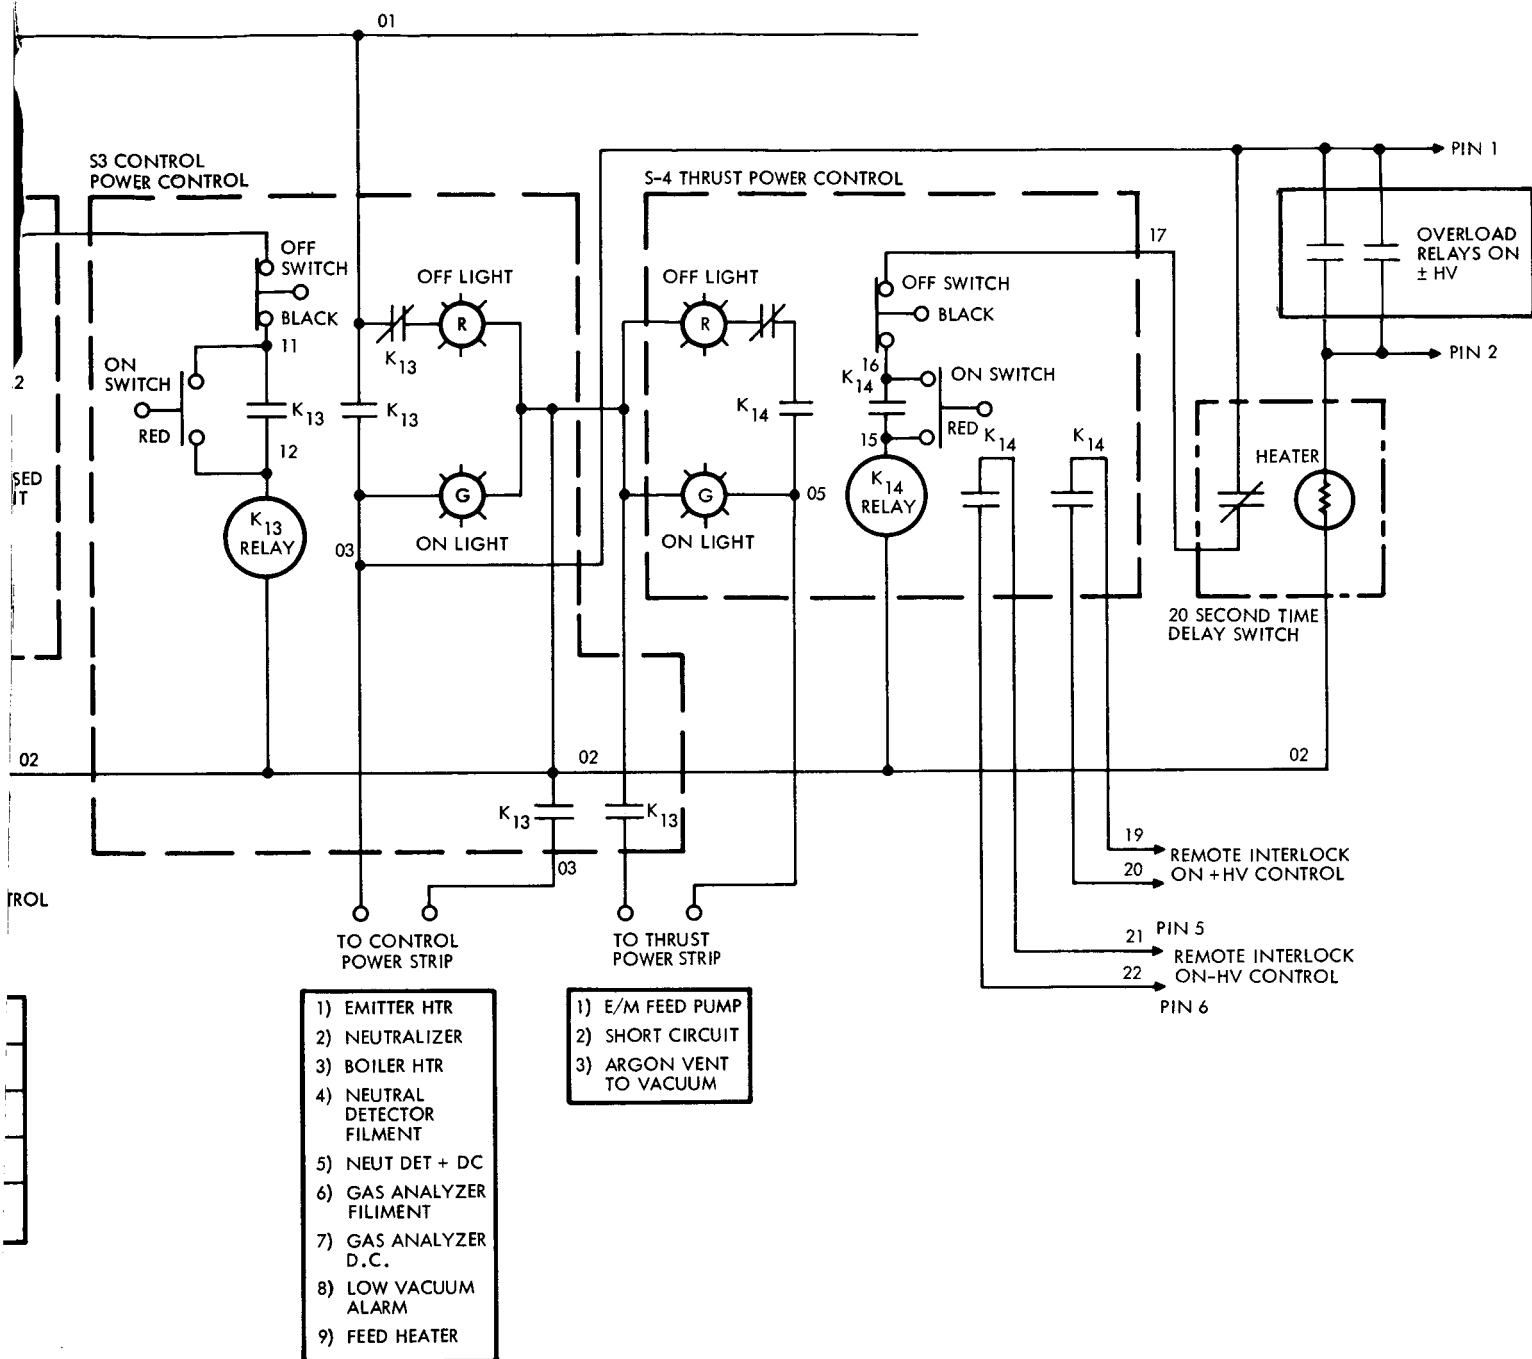 01
S3 CONTROL
POWER CONTROL
OFF
SWITCH
BLACK
11
ON
SWITCH
RED
K13
12
K13
RELAY
OFF LIGHT
R
K13
K13
G
ON LIGHT
03
2
SED
IT
S-4 THRUST POWER CONTROL
OFF LIGHT
R
K14
G
05
ON LIGHT
OFF SWITCH
BLACK
16
K14
ON SWITCH
RED
15
K14
RELAY
K14
K14
17
PIN 1
OVERLOAD
RELAYS ON
± HV
PIN 2
HEATER
20 SECOND TIME
DELAY SWITCH
02
02
02
K13
K13
03
19
REMOTE INTERLOCK
20
ON +HV CONTROL
PIN 5
21
REMOTE INTERLOCK
22
ON-HV CONTROL
PIN 6
TROL
TO CONTROL
POWER STRIP
TO THRUST
POWER STRIP
1) EMITTER HTR
2) NEUTRALIZER
3) BOILER HTR
4) NEUTRAL
DETECTOR
FILMENT
5) NEUT DET + DC
6) GAS ANALYZER
FILIMENT
7) GAS ANALYZER
D.C.
8) LOW VACUUM
ALARM
9) FEED HEATER
1) E/M FEED PUMP
2) SHORT CIRCUIT
3) ARGON VENT
TO VACUUM